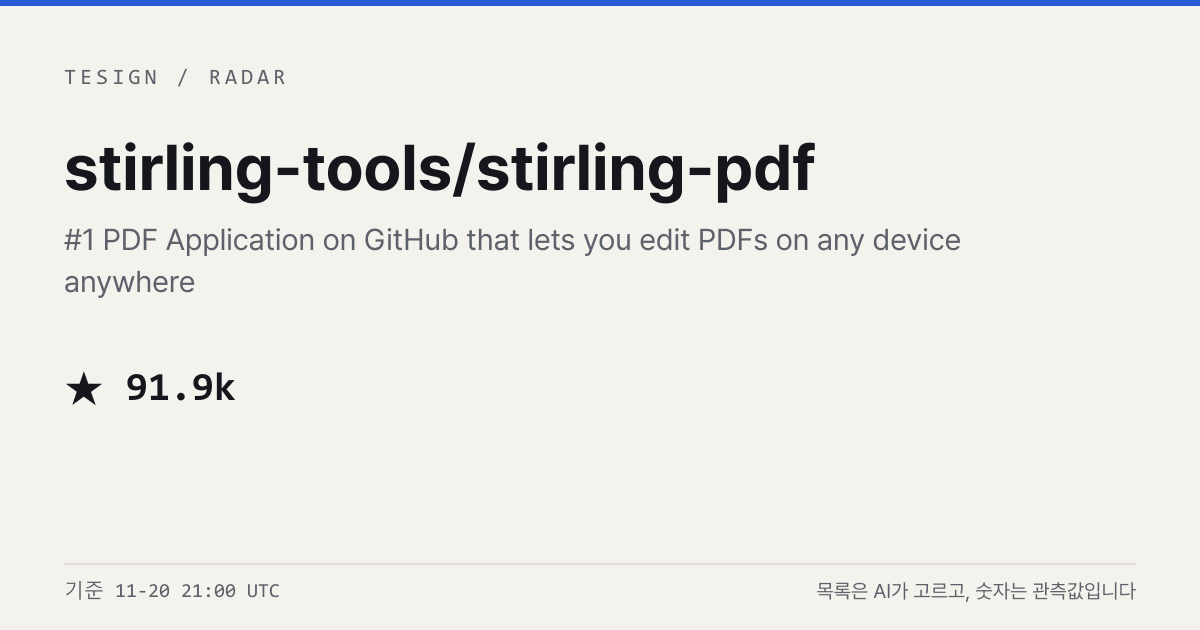 TESIGN / RADAR
stirling-tools/stirling-pdf
#1 PDF Application on GitHub that lets you edit PDFs on any device
anywhere
★ 91.9k
기준 11-20 21:00 UTC
목록은 AI가 고르고, 숫자는 관측값입니다